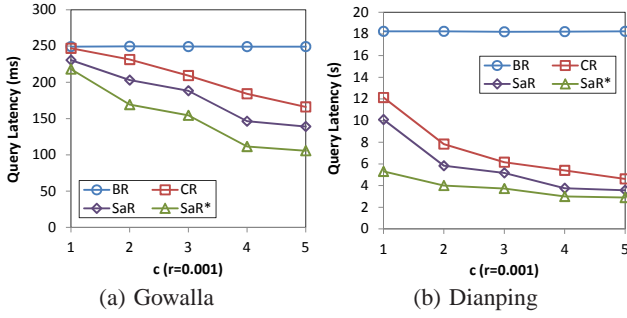 300
250
200
150
100
50
0
Query Latency (ms)
BR
CR
SaR
SaR*
1 2 3 4 5
c (r=0.001)
(a) Gowalla
20
18
16
14
12
10
8
6
4
2
0
Query Latency (s)
BR
CR
SaR
SaR*
1 2 3 4 5
c (r=0.001)
(b) Dianping